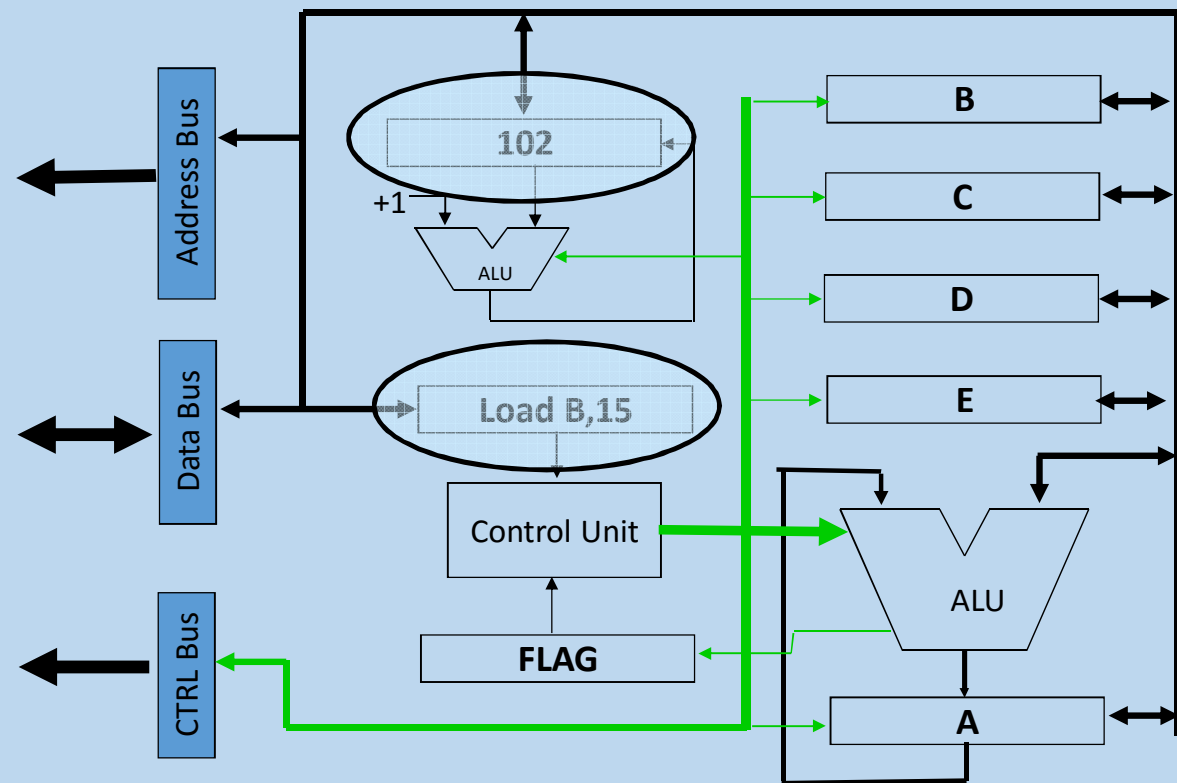 Address Bus
102
+1
ALU
B
C
D
E
Data Bus
Load B,15
Control Unit
ALU
CTRL Bus
FLAG
A